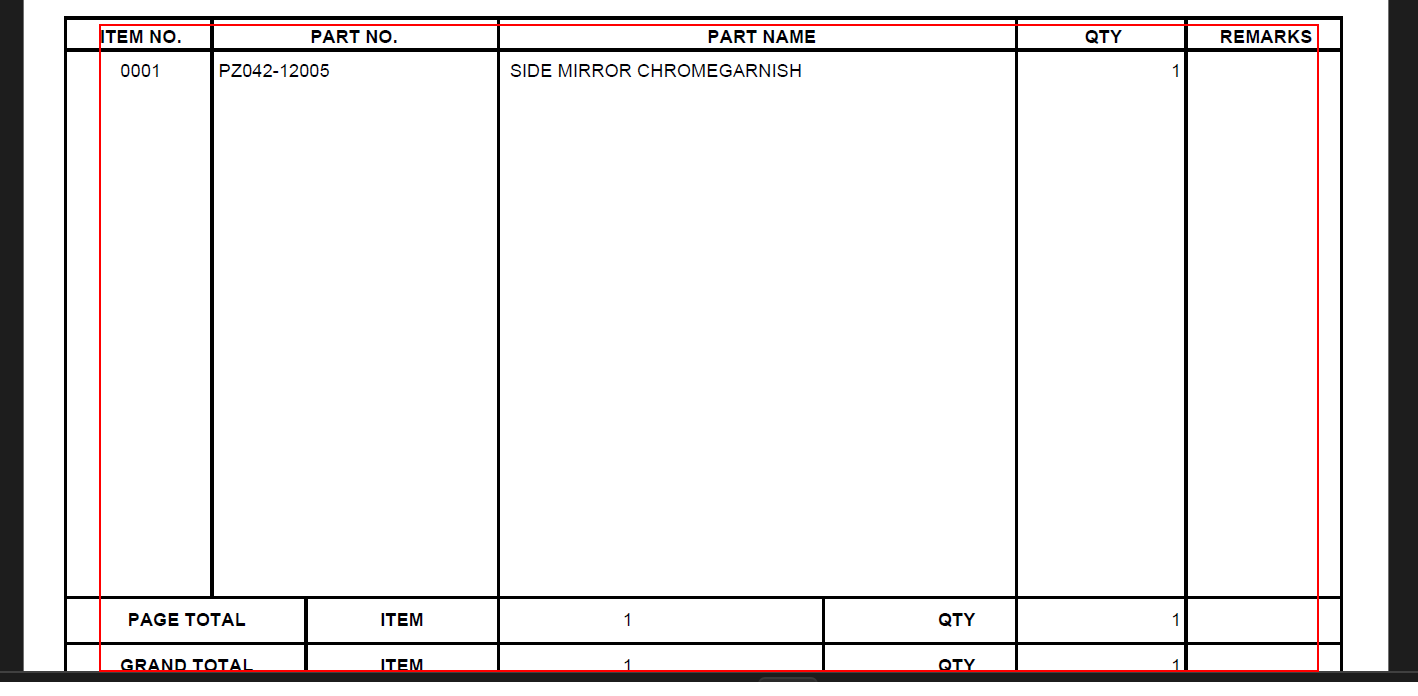 ITEM NO. PART NO. PART NAME QTY REMARKS
0001 PZ042-12005 SIDE MIRROR CHROMEGARNISH 1
PAGE TOTAL ITEM 1 QTY 1
GRAND TOTAL ITEM 1 QTY 1